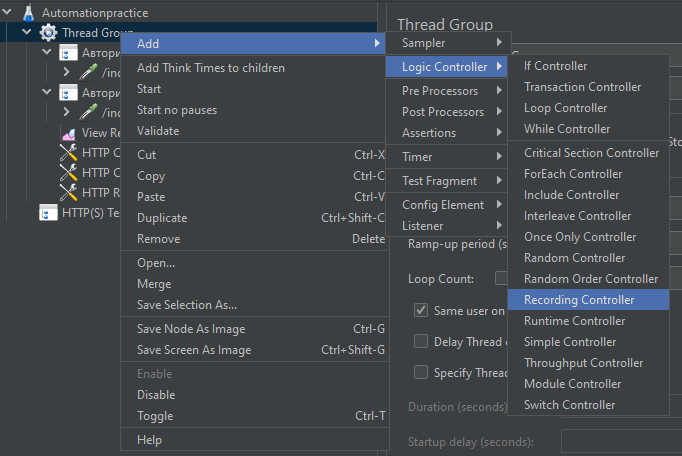 Automationpractice
Thread Group
Thread Group
Add
Add Think Times to children
Start
Start no pauses
Validate
Cut Ctrl-X
Copy Ctrl-C
Paste Ctrl-V
Duplicate Ctrl+Shift-C
Remove Delete
Open...
Merge
Save Selection As...
Save Node As Image Ctrl-G
Save Screen As Image Ctrl+Shift-G
Enable
Disable
Toggle Ctrl-T
Help
Sampler
Logic Controller
Pre Processors
Post Processors
Assertions
Timer
Test Fragment
Config Element
Listener
If Controller
Transaction Controller
Loop Controller
While Controller
Critical Section Controller
ForEach Controller
Include Controller
Interleave Controller
Once Only Controller
Random Controller
Random Order Controller
Recording Controller
Runtime Controller
Simple Controller
Throughput Controller
Module Controller
Switch Controller
Автори
/in
Автори
/in
View Re
HTTP C
HTTP C
HTTP R
HTTP(S) Te
Sto
Ramp-up period (s
Loop Count:
Same user on
Delay Thread
Specify Thread
Duration (seconds)
Startup delay (seconds):